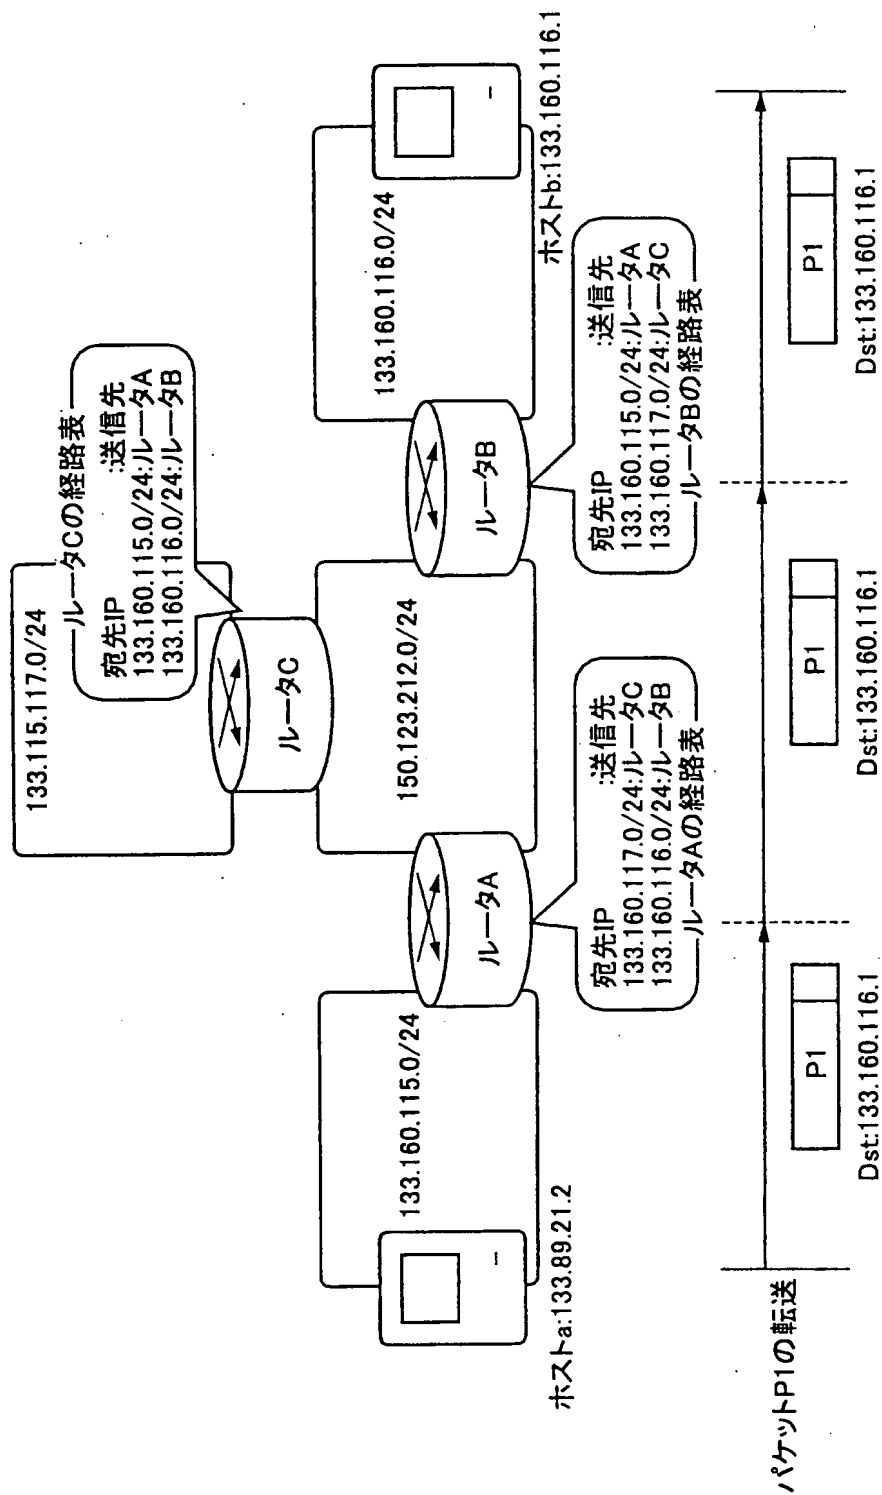 133.115.117.0/24
ルータCの経路表
宛先IP :送信先
133.160.115.0/24:ルータA
133.160.116.0/24:ルータB
ルータC
133.160.115.0/24
150.123.212.0/24
133.160.116.0/24
ルータA
ルータB
ホストa:133.89.21.2
ホストb:133.160.116.1
宛先IP :送信先
133.160.117.0/24:ルータC
133.160.116.0/24:ルータB
ルータAの経路表
宛先IP :送信先
133.160.115.0/24:ルータA
133.160.117.0/24:ルータC
ルータBの経路表
パケットP1の転送
P1
P1
P1
Dst:133.160.116.1
Dst:133.160.116.1
Dst:133.160.116.1